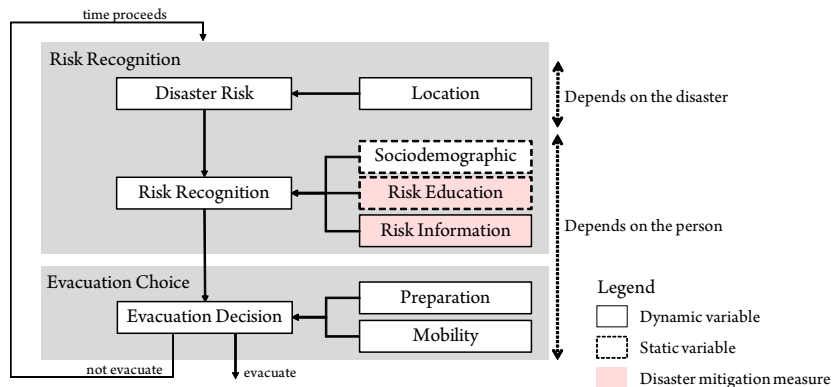 time proceeds
Risk Recognition
Disaster Risk
Location
Depends on the disaster
Sociodemographic
Risk Recognition
Risk Education
Risk Information
Depends on the person
Evacuation Choice
Evacuation Decision
Preparation
Mobility
not evacuate
evacuate
Legend
Dynamic variable
Static variable
Disaster mitigation measure